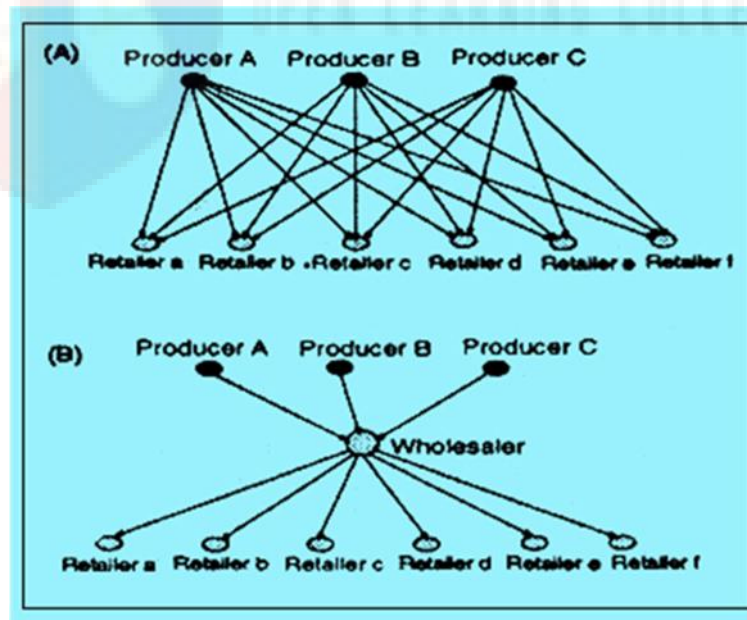 (A)
Producer A Producer B Producer C
Retailer a Retailer b Retailer c Retailer d Retailer e Retailer f
(B)
Producer A Producer B Producer C
Wholesaler
Retailer a Retailer b Retailer c Retailer d Retailer e Retailer f